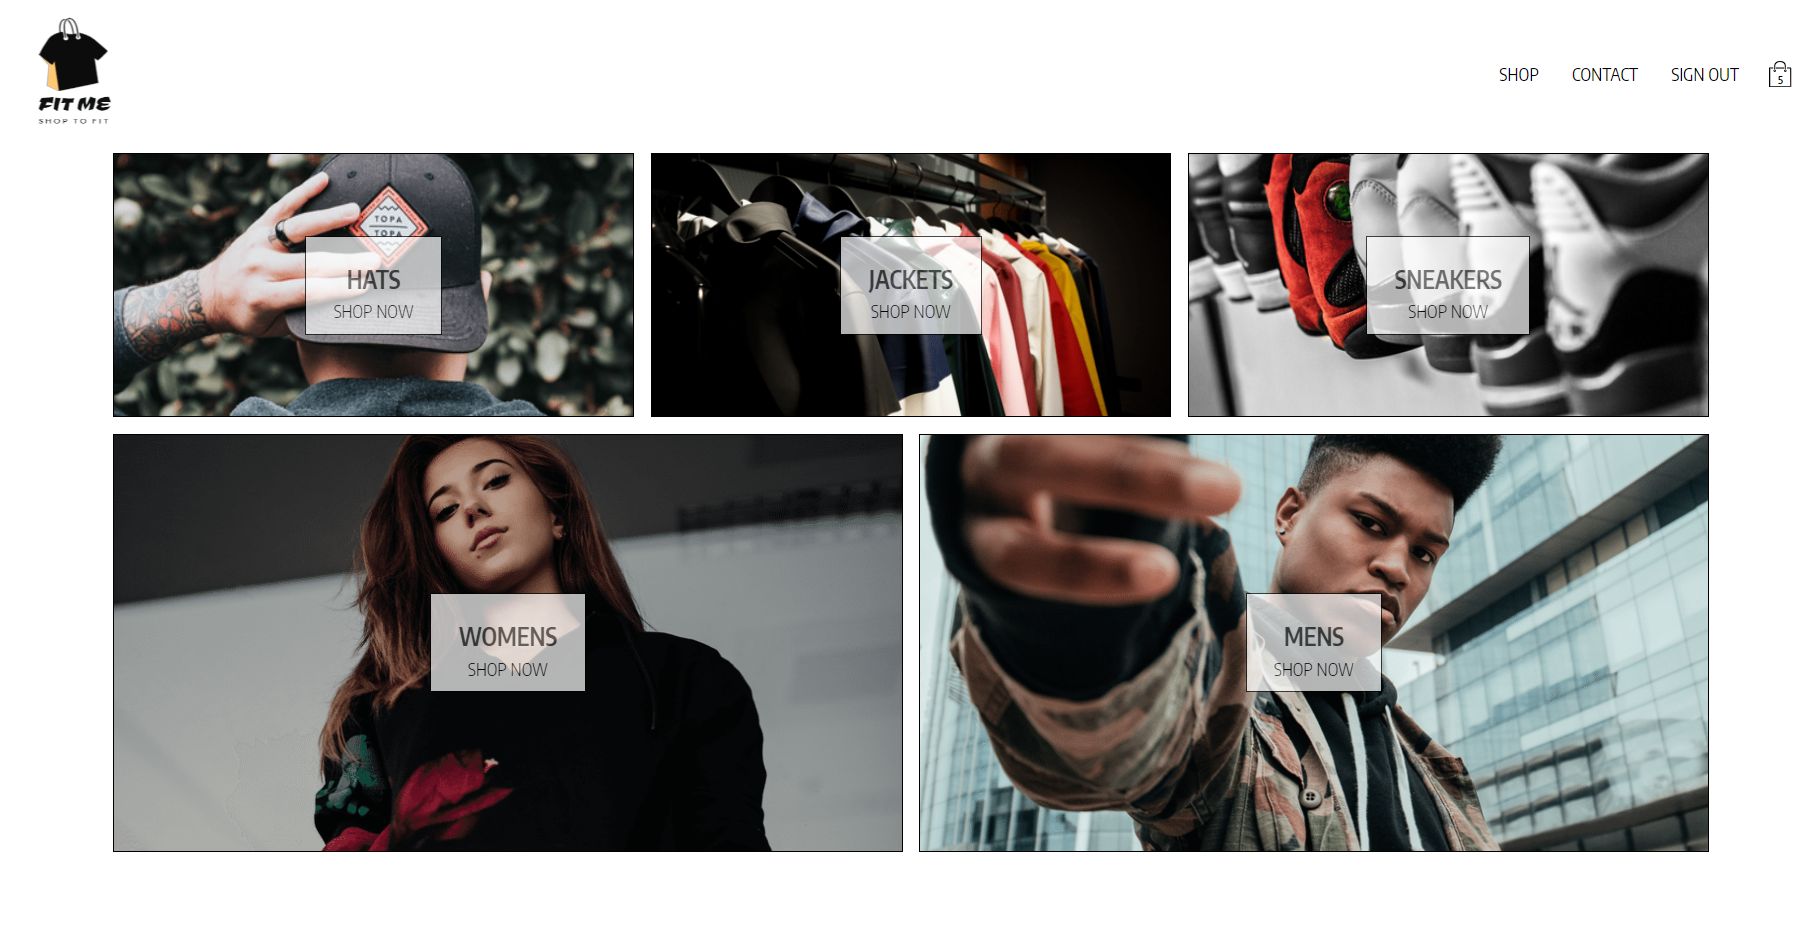 FIT ME
SHOP TO FIT
SHOP
CONTACT
SIGN OUT
5
TOPA
TOPA
HATS
SHOP NOW
JACKETS
SHOP NOW
SNEAKERS
SHOP NOW
WOMENS
SHOP NOW
MENS
SHOP NOW